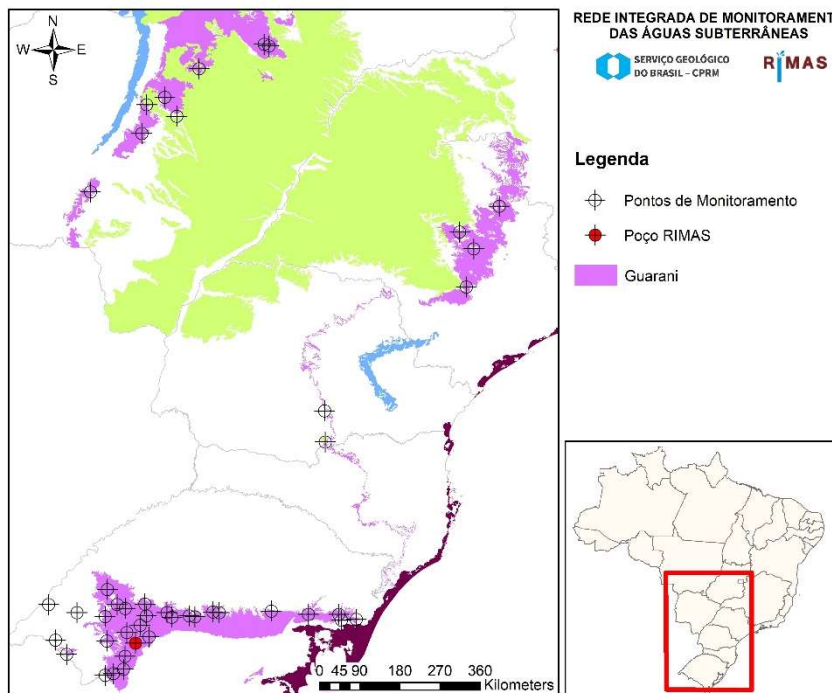 N
W E
S
REDE INTEGRADA DE MONITORAMENT
DAS ÁGUAS SUBTERRÂNEAS
SERVIÇO GEOLÓGICO
DO BRASIL – CPRM
RIMAS
Legenda
Pontos de Monitoramento
Poço RIMAS
Guarani
0 45 90 180 270 360
Kilometers